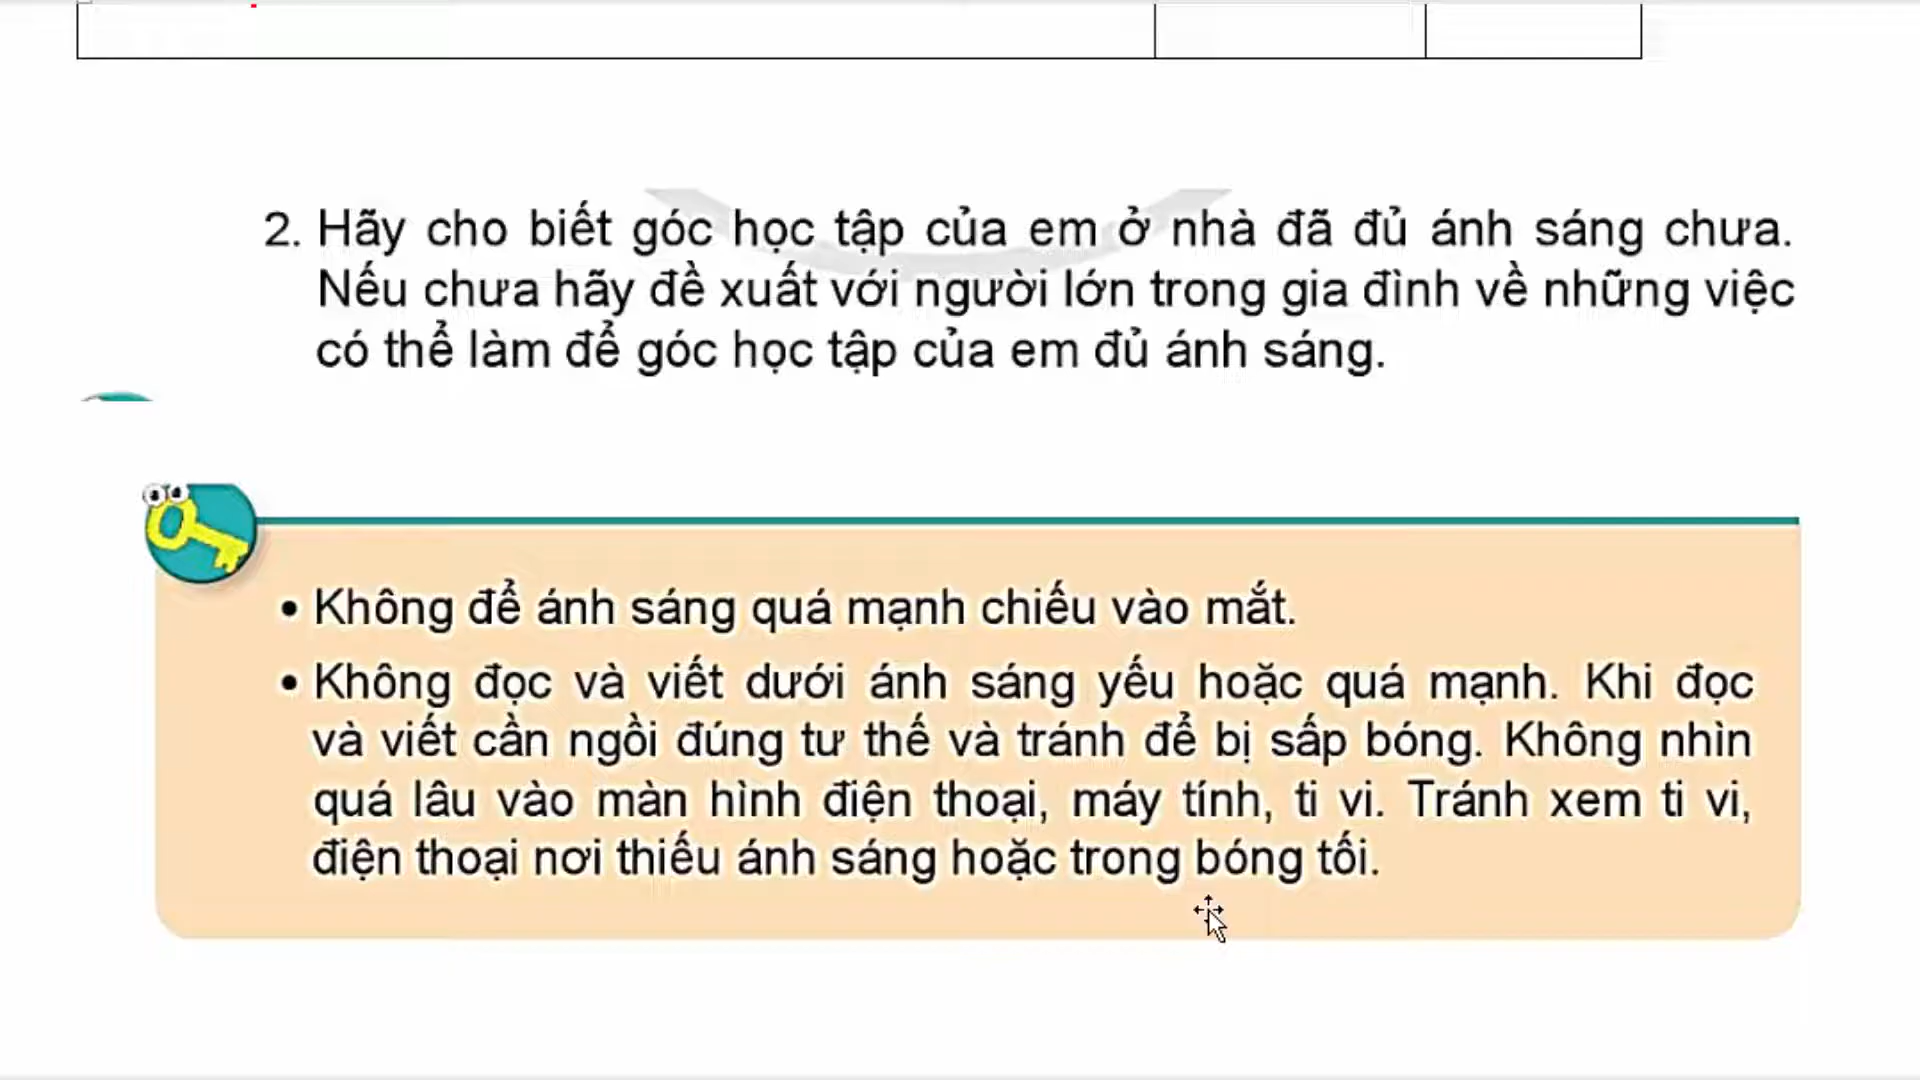 2. Hãy cho biết góc học tập của em ở nhà đã đủ ánh sáng chưa.
Nếu chưa hãy đề xuất với người lớn trong gia đình về những việc
có thể làm để góc học tập của em đủ ánh sáng.
• Không để ánh sáng quá mạnh chiếu vào mắt.
• Không đọc và viết dưới ánh sáng yếu hoặc quá mạnh. Khi đọc
và viết cần ngồi đúng tư thế và tránh để bị sấp bóng. Không nhìn
quá lâu vào màn hình điện thoại, máy tính, ti vi. Tránh xem ti vi,
điện thoại nơi thiếu ánh sáng hoặc trong bóng tối.